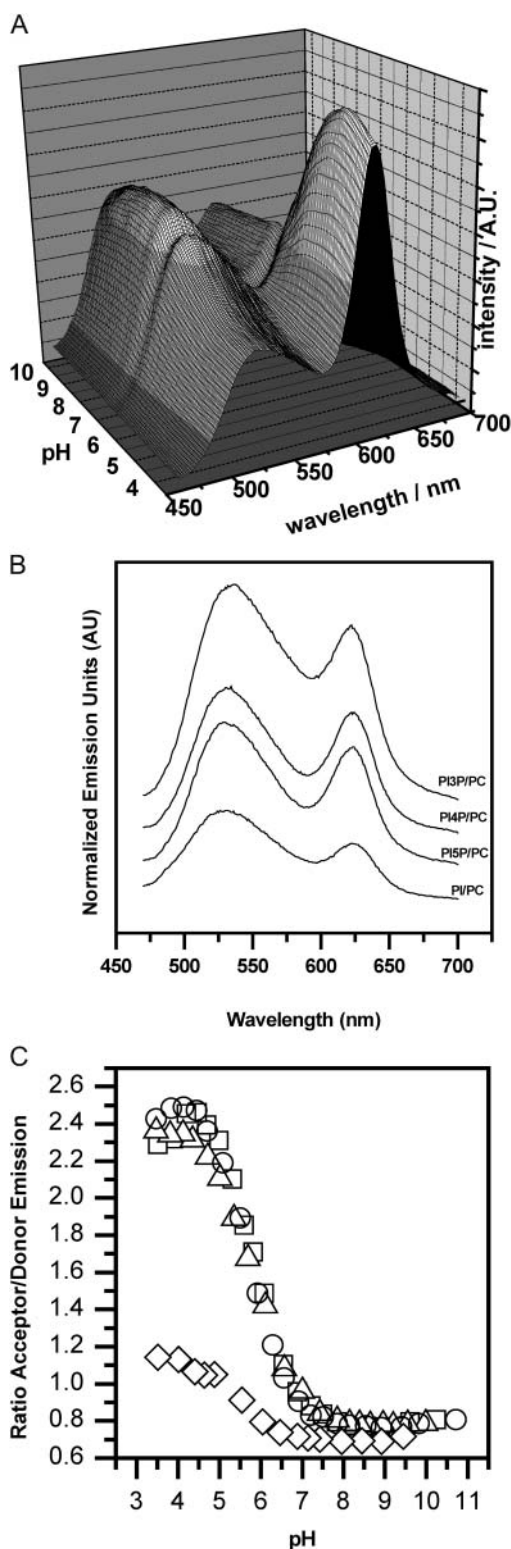 A
intensity / A.U.
10
9
8
7
6
5
4
pH
450
500
550
600
650
700
wavelength / nm
B
Normalized Emission Units (AU)
PI3P/PC
PI4P/PC
PI5P/PC
PI/PC
450 500 550 600 650 700
Wavelength (nm)
C
Ratio Acceptor/Donor Emission
2.6
2.4
2.2
2.0
1.8
1.6
1.4
1.2
1.0
0.8
0.6
3 4 5 6 7 8 9 10 11
pH